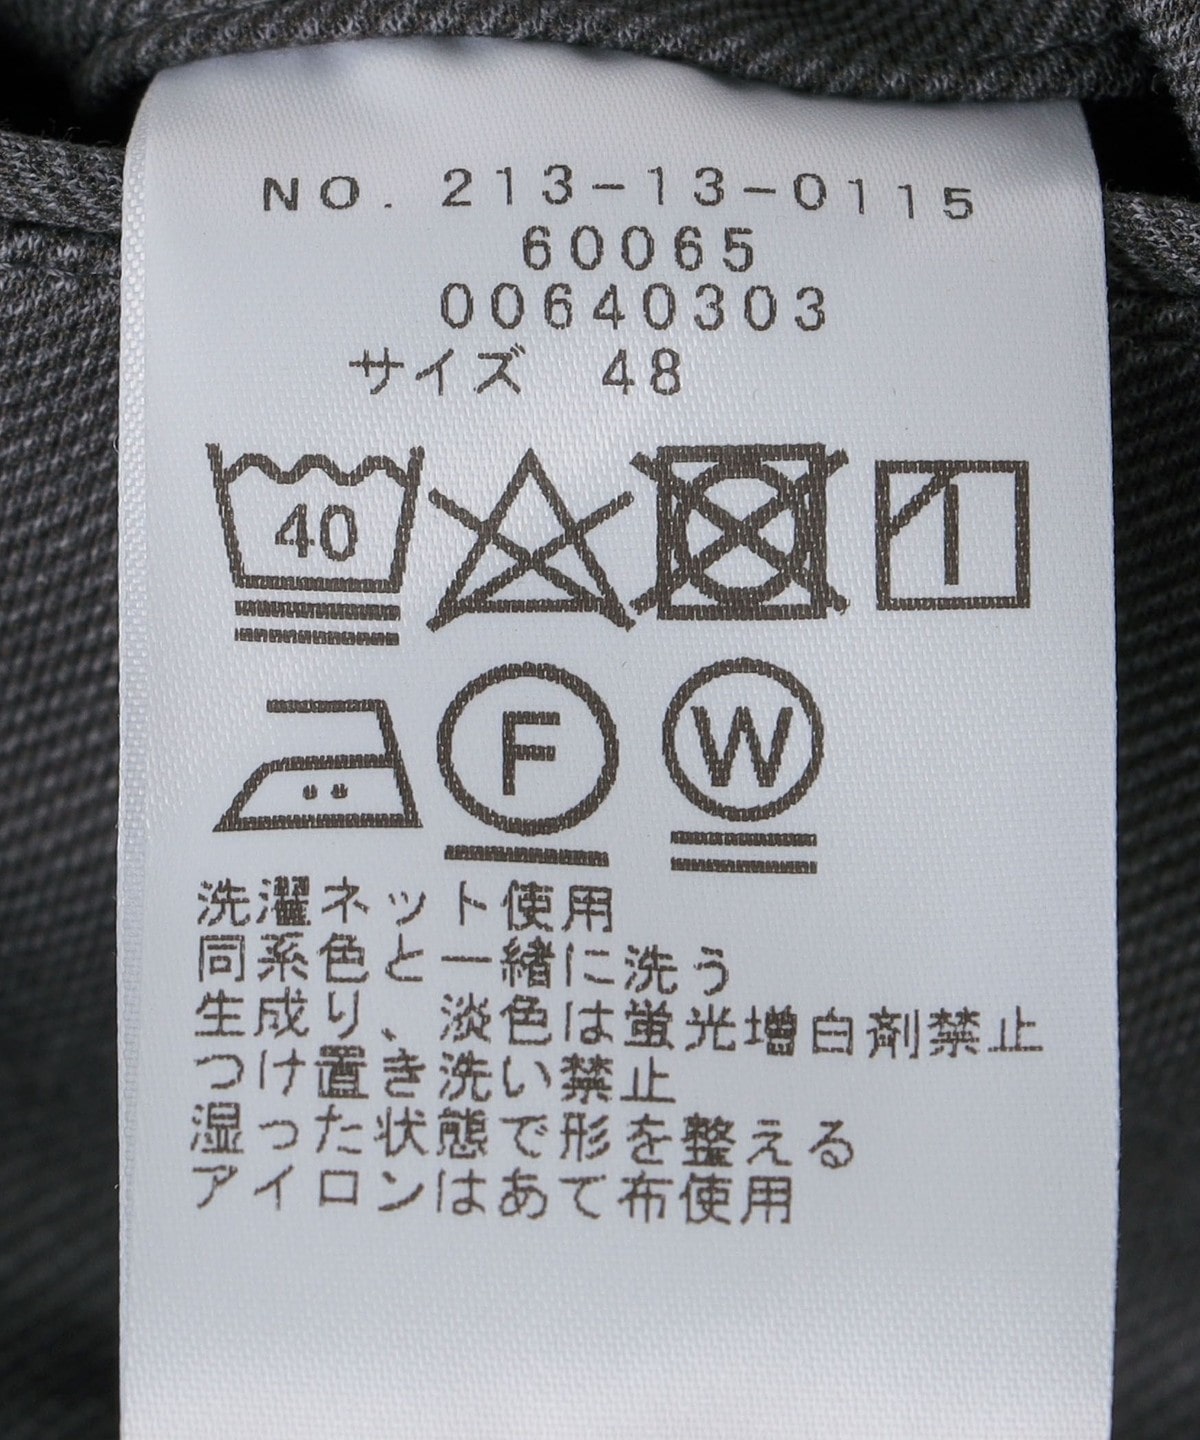 NO. 213-13-0115
60065
00640303
サイズ 48
40
F W
洗濯ネット使用
同系色と一緒に洗う
生成り、淡色は蛍光増白剤禁止
つけ置き洗い禁止
湿った状態で形を整える
アイロンはあて布使用